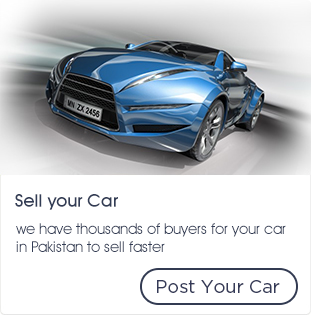 MN·ZX 2456
Sell your Car
we have thousands of buyers for your car
in Pakistan to sell faster
Post Your Car